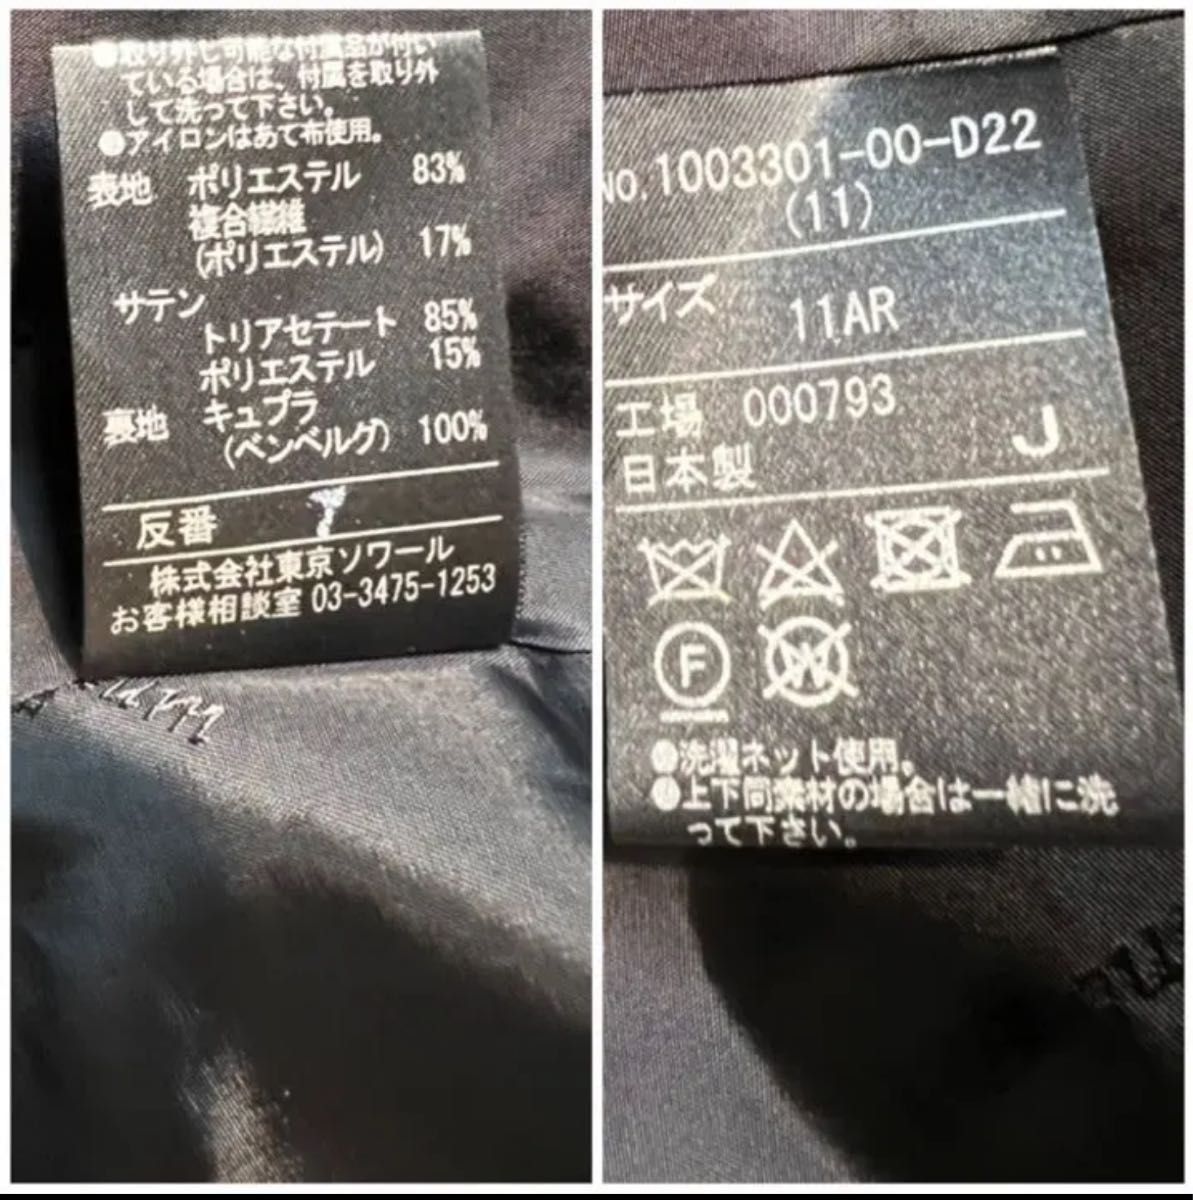 ●取り外し可能な付属品が付い
ている場合は、付属を取り外
して洗って下さい。
●アイロンはあて布使用。
表地 ポリエステル 83%
複合繊維
(ポリエステル) 17%
サテン
トリアセテート 85%
ポリエステル 15%
裏地 キュプラ
(ベンベルグ) 100%
反番 7
株式会社東京ソワール
お客様相談室 03-3475-1253
NO.1003301-00-D22
(11)
サイズ 11AR
工場 000793
日本製 J
F W
●洗濯ネット使用。
●上下同素材の場合は一緒に洗
って下さい。